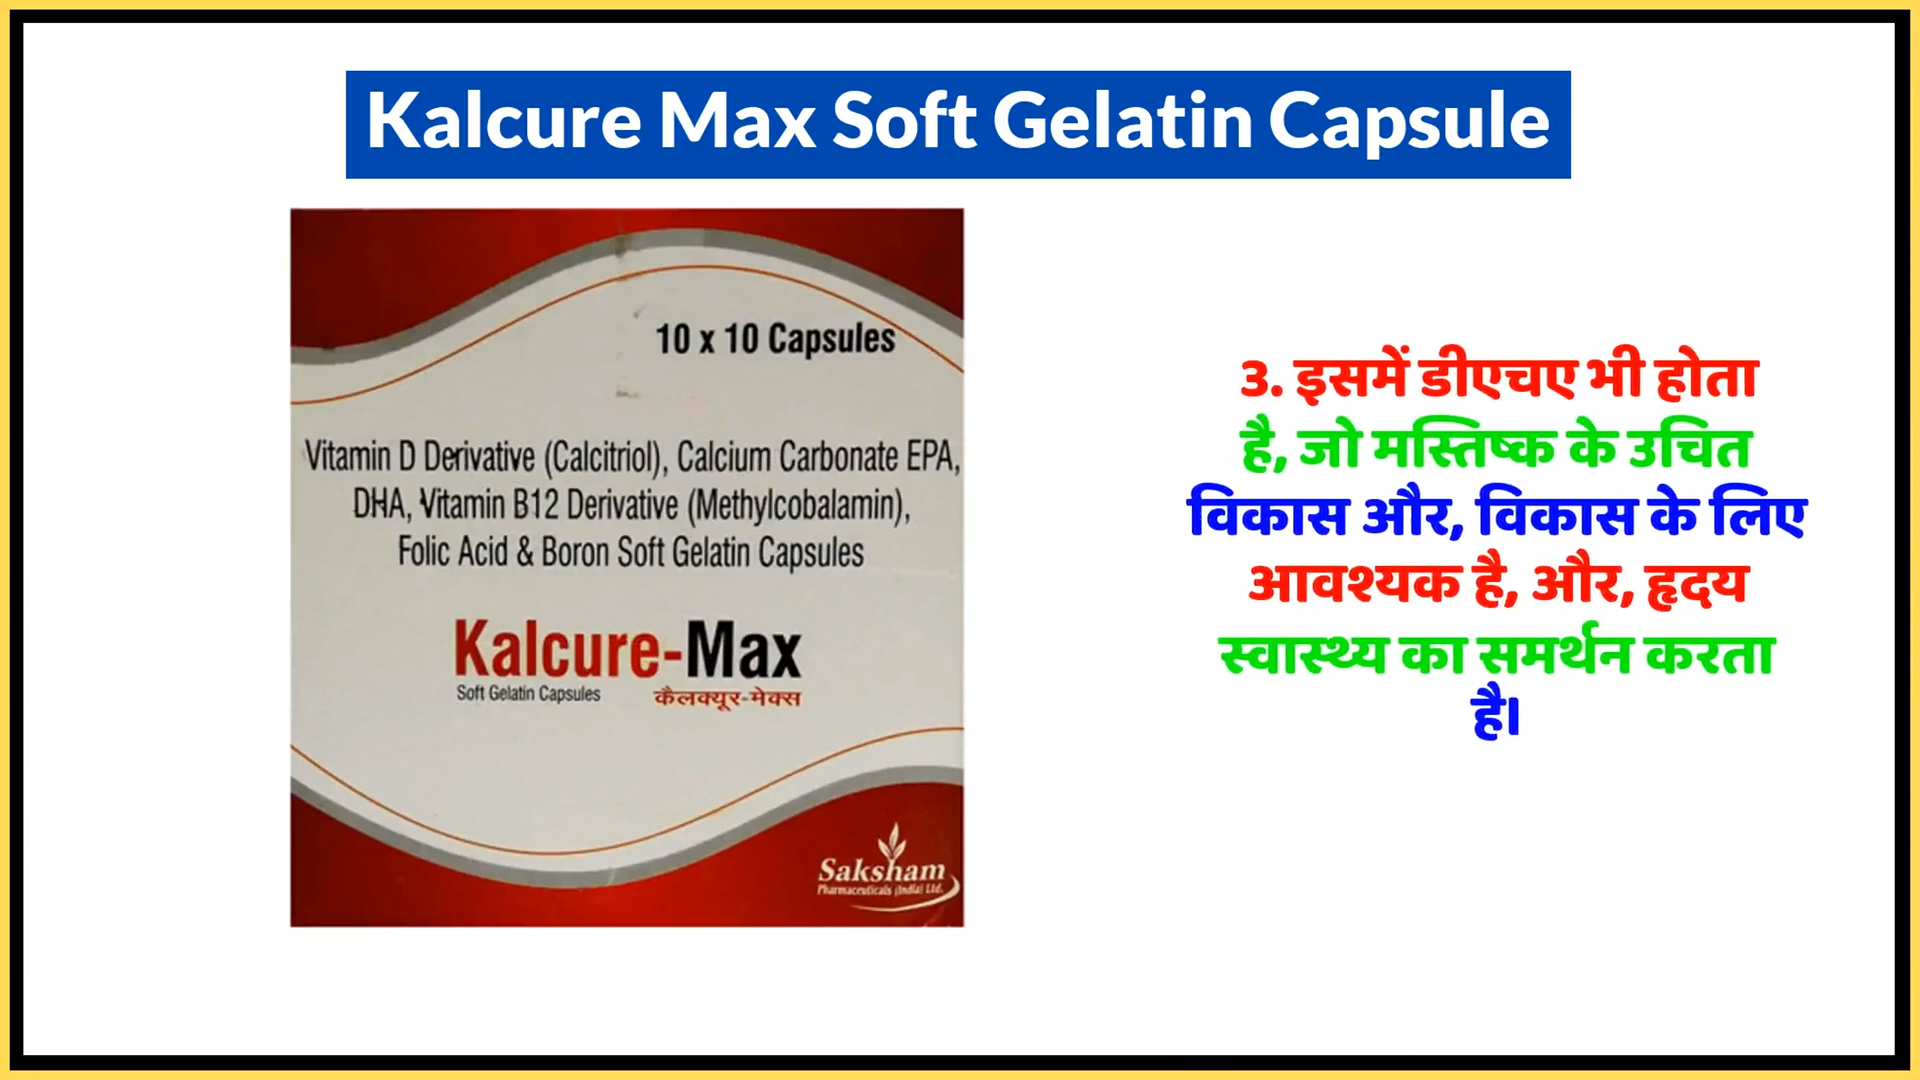 Kalcure Max Soft Gelatin Capsule
10 x 10 Capsules
Vitamin D Derivative (Calcitriol), Calcium Carbonate EPA,
DHA, Vitamin B12 Derivative (Methylcobalamin),
Folic Acid & Boron Soft Gelatin Capsules
Kalcure-Max
Soft Gelatin Capsules कैलक्यूर-मेक्स
Saksham
Pharmaceuticals (India) Ltd.
3. इसमें डीएचए भी होता
है, जो मस्तिष्क के उचित
विकास और, विकास के लिए
आवश्यक है, और, हृदय
स्वास्थ्य का समर्थन करता
है।